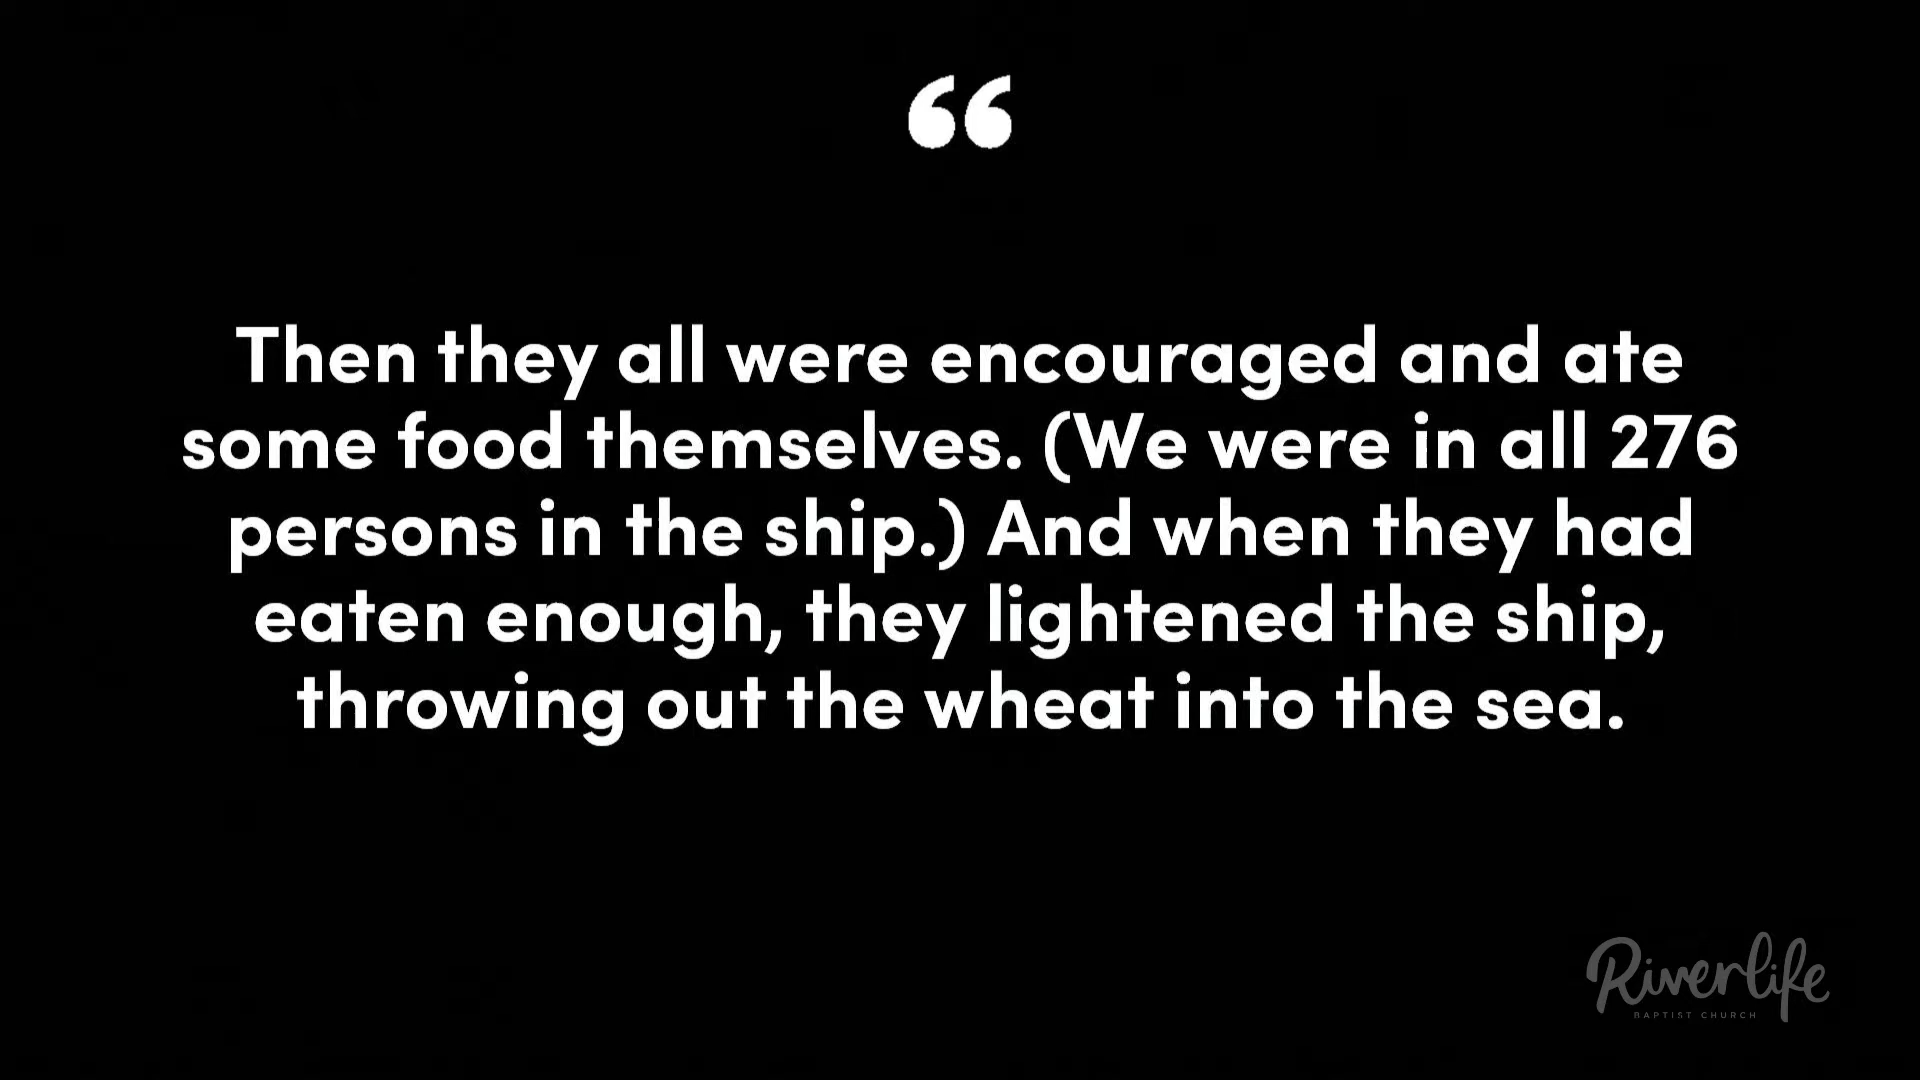 “
Then they all were encouraged and ate
some food themselves. (We were in all 276
persons in the ship.) And when they had
eaten enough, they lightened the ship,
throwing out the wheat into the sea.
Riverlife
BAPTIST CHURCH